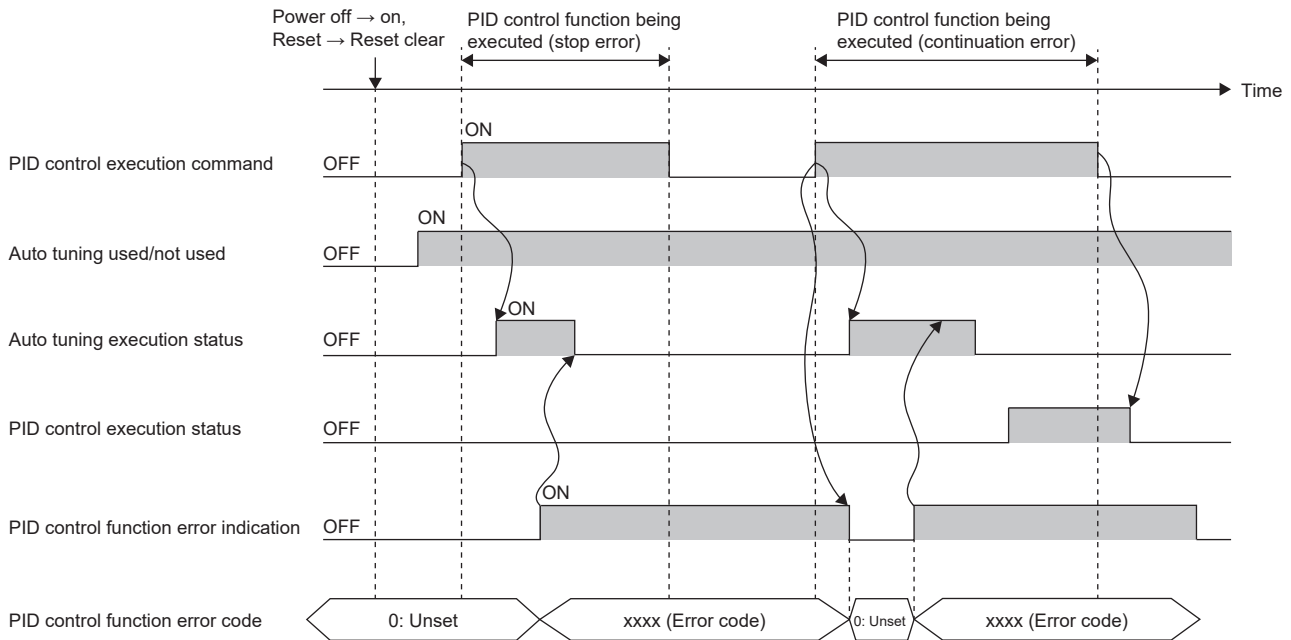 Power off → on,
Reset → Reset clear
PID control function being
executed (stop error)
PID control function being
executed (continuation error)
Time
PID control execution command
OFF
ON
Auto tuning used/not used
OFF
ON
Auto tuning execution status
OFF
ON
PID control execution status
OFF
PID control function error indication
OFF
ON
PID control function error code
0: Unset
xxxx (Error code)
0: Unset
xxxx (Error code)